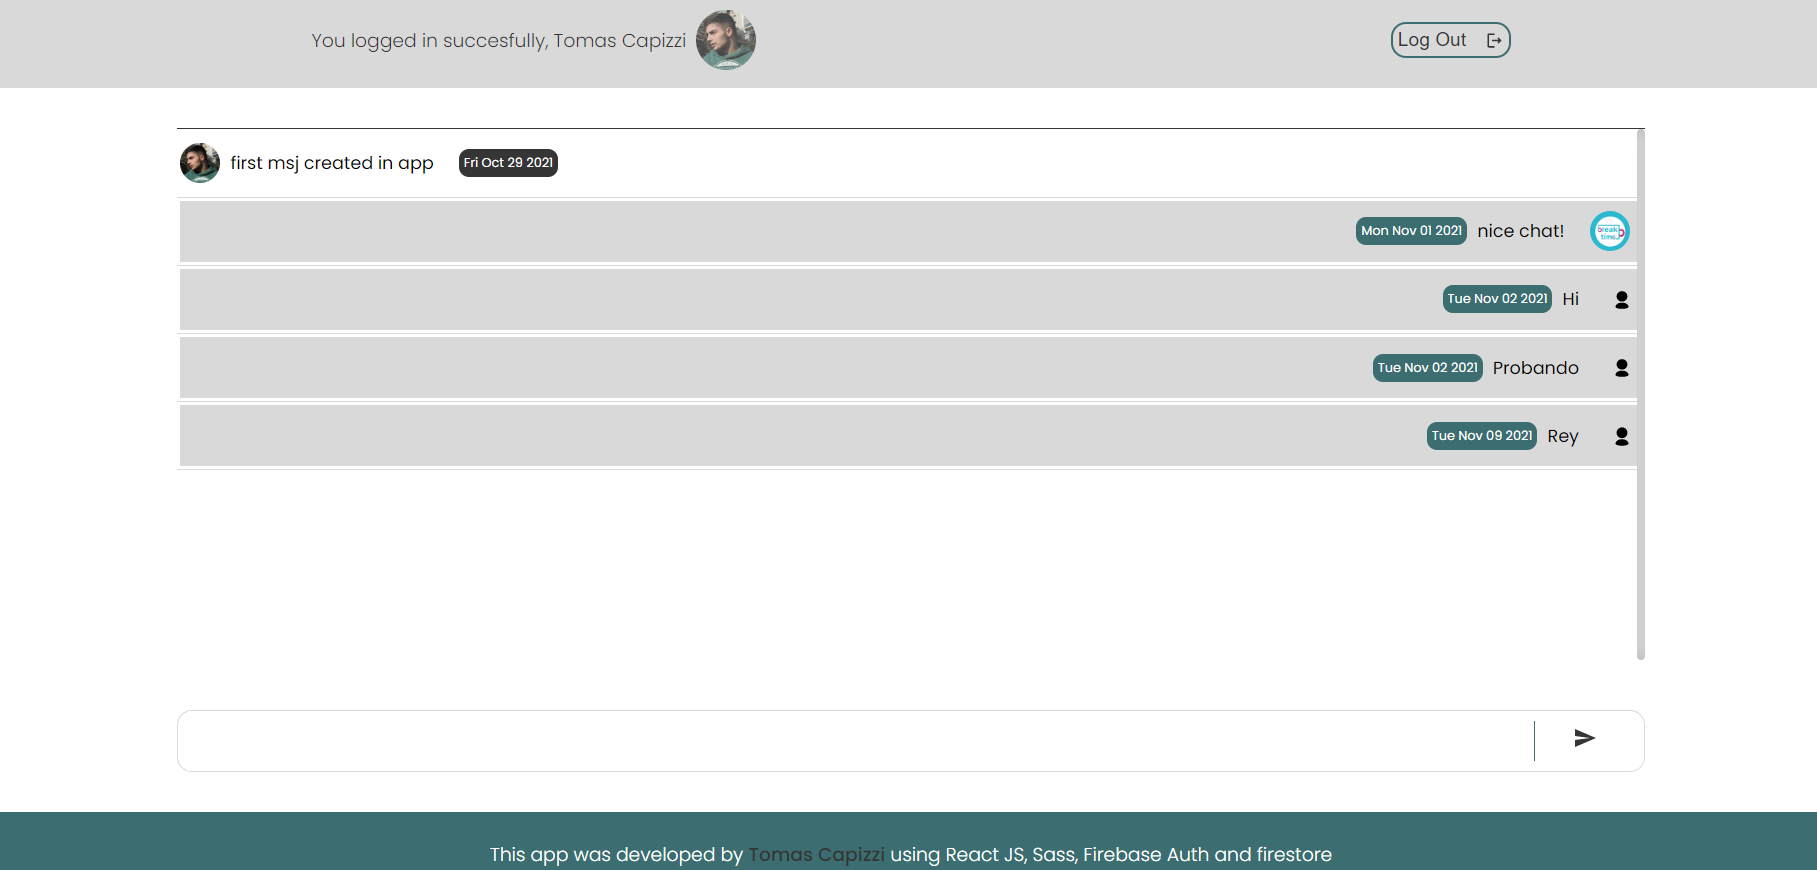 You logged in succesfully, Tomas Capizzi
Log Out
first msj created in app Fri Oct 29 2021
Mon Nov 01 2021 nice chat! break time
Tue Nov 02 2021 Hi
Tue Nov 02 2021 Probando
Tue Nov 09 2021 Rey
This app was developed by Tomas Capizzi using React JS, Sass, Firebase Auth and firestore